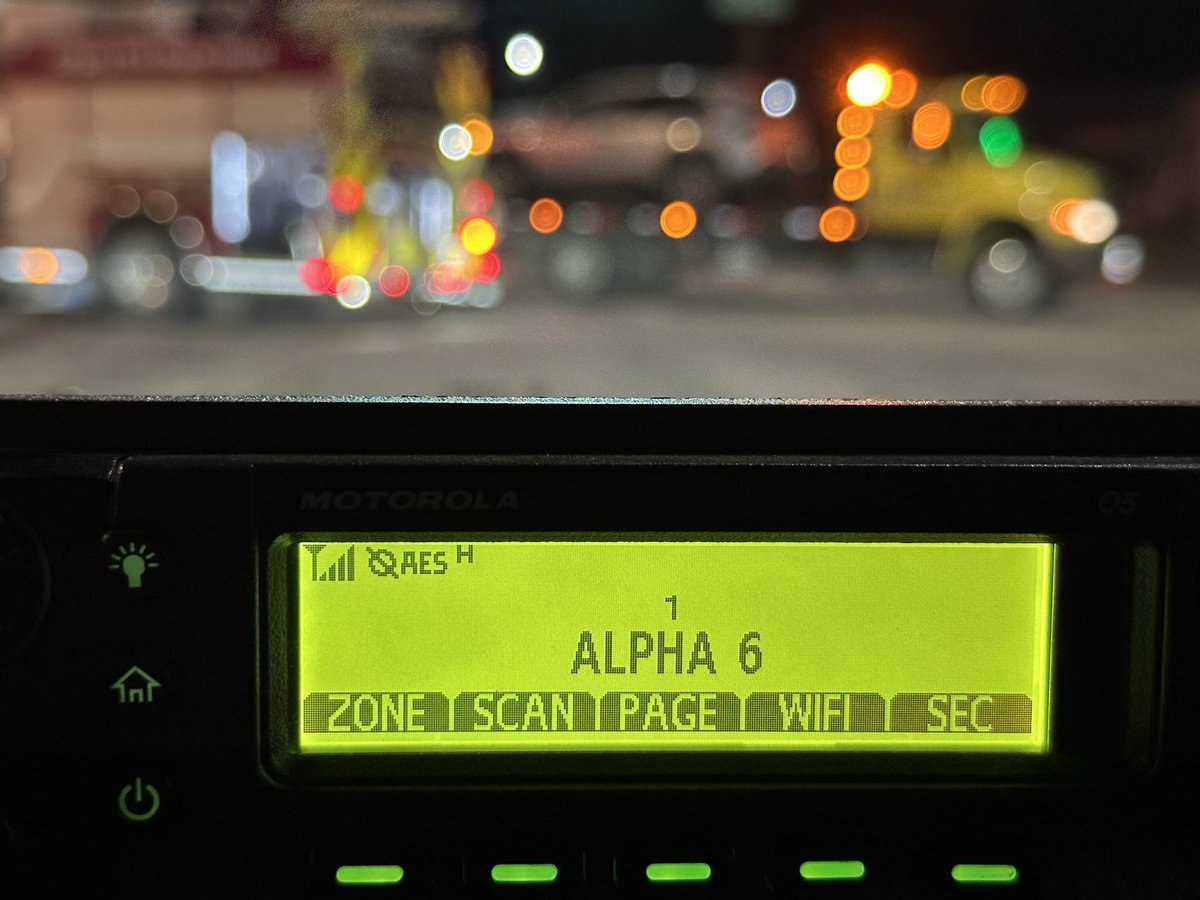 MOTOROLA O5
AES H
1
ALPHA 6
ZONE SCAN PAGE WIFI SEC